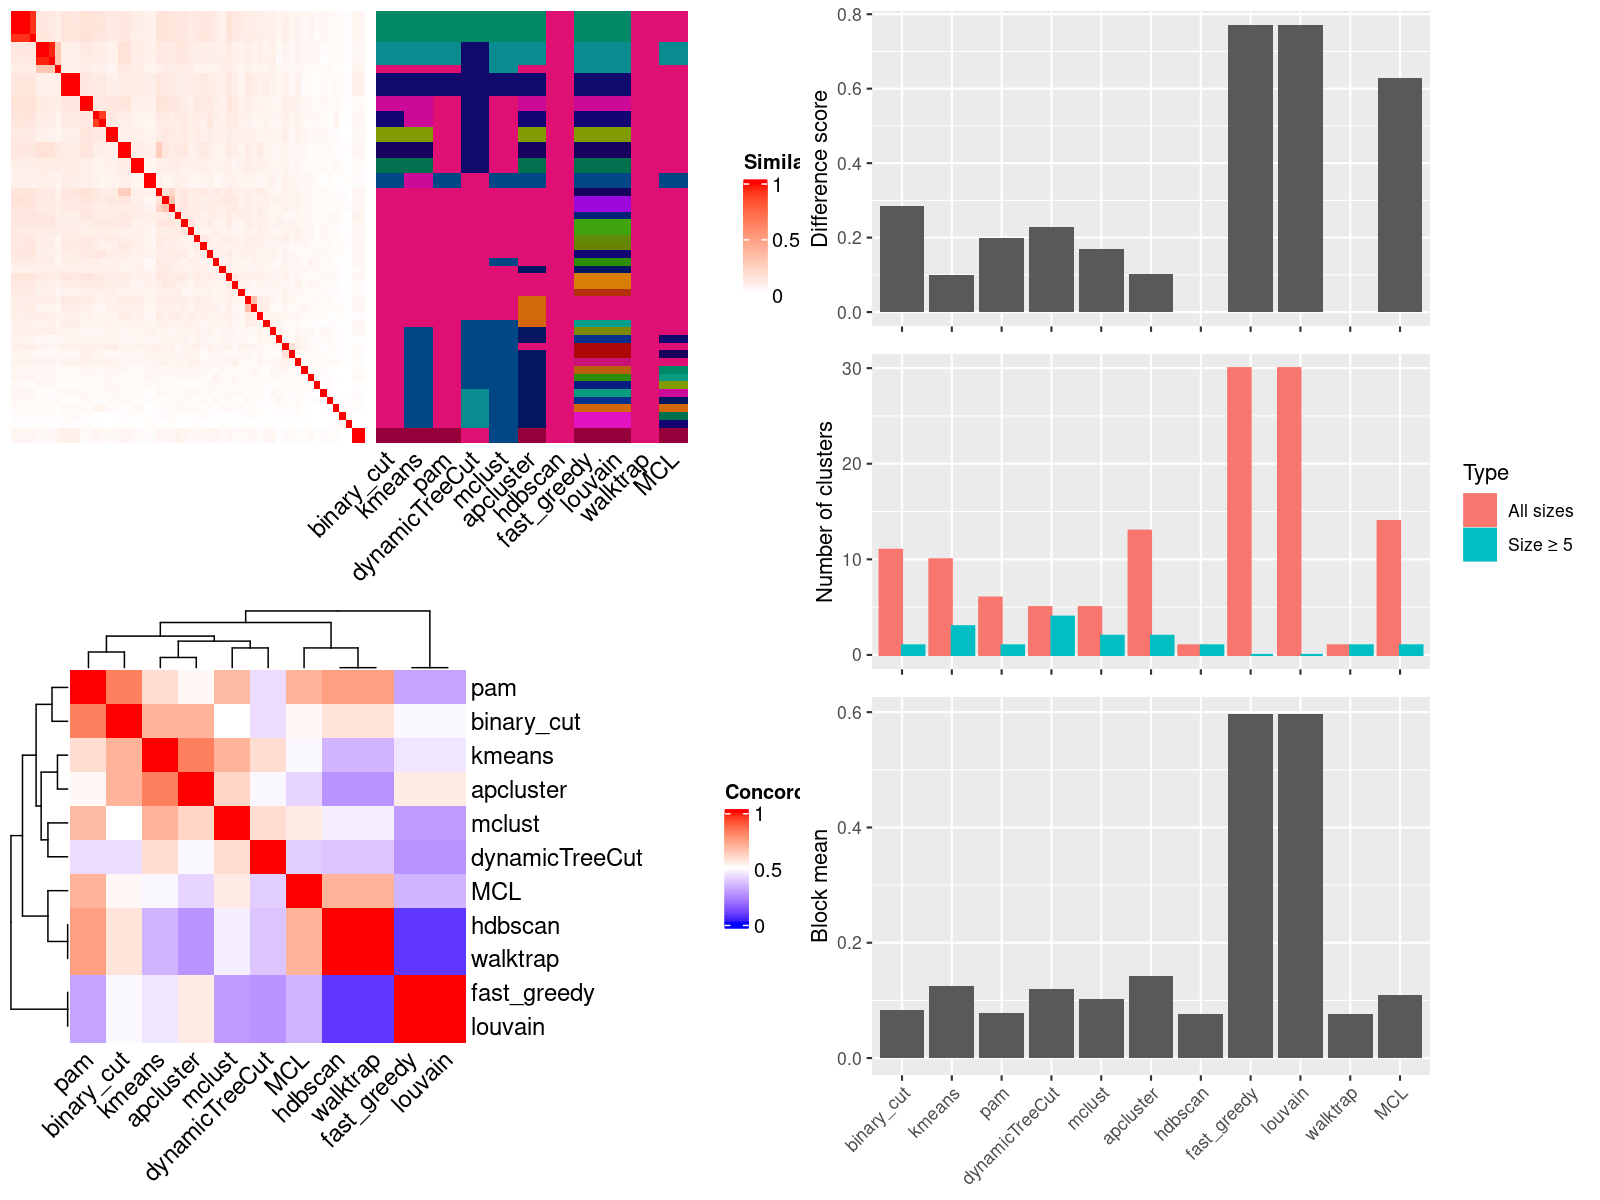 Simila
1
0.5
0
binary_cut
kmeans
pam
dynamicTreeCut
mclust
apcluster
hdbscan
fast_greedy
louvain
walktrap
MCL
pam
binary_cut
kmeans
apcluster
mclust
dynamicTreeCut
MCL
hdbscan
walktrap
fast_greedy
louvain
Concord
1
0.5
0
pam
binary_cut
kmeans
apcluster
mclust
dynamicTreeCut
MCL
hdbscan
walktrap
fast_greedy
louvain
Difference score
0.8
0.6
0.4
0.2
0.0
Number of clusters
30
20
10
0
Type
All sizes
Size ≥ 5
Block mean
0.6
0.4
0.2
0.0
binary_cut
kmeans
pam
dynamicTreeCut
mclust
apcluster
hdbscan
fast_greedy
louvain
walktrap
MCL